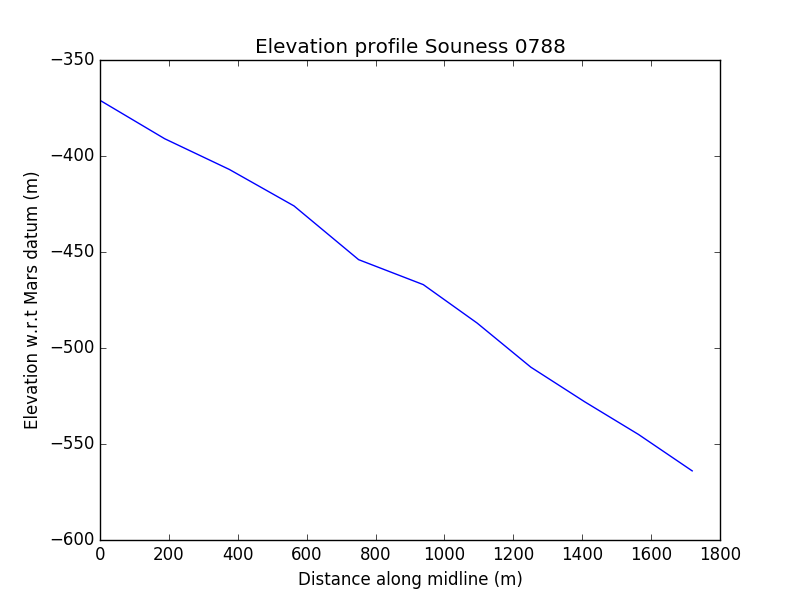 Elevation profile Souness 0788
−350
−400
−450
−500
−550
−600
Elevation w.r.t Mars datum (m)
0 200 400 600 800 1000 1200 1400 1600 1800
Distance along midline (m)